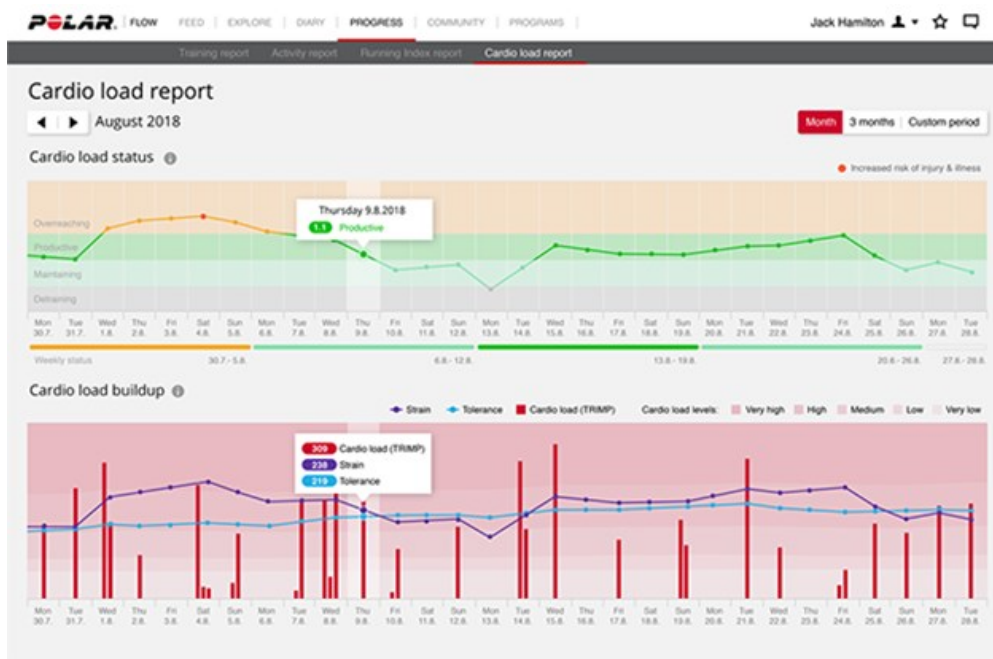 POLAR. FLOW FEED EXPLORE DIARY PROGRESS COMMUNITY PROGRAMS Jack Hamilton
Training report Activity report Running Index report Cardio load report
Cardio load report
August 2018
Month 3 months Custom period
Cardio load status
Increased risk of injury & illness
Thursday 9.8.2018
1.1 Productive
Overreaching
Productive
Maintaining
Detraining
Mon Tue Wed Thu Fri Sat Sun Mon Tue Wed Thu Fri Sat Sun Mon Tue Wed Thu Fri Sat Sun Mon Tue Wed Thu Fri Sat Sun Mon Tue
30.7. 31.7. 1.8. 2.8. 3.8. 4.8. 5.8. 6.8. 7.8. 8.8. 9.8. 10.8. 11.8. 12.8. 13.8. 14.8. 15.8. 16.8. 17.8. 18.8. 19.8. 20.8. 21.8. 22.8. 23.8. 24.8. 25.8. 26.8. 27.8. 28.8.
Weekly status 30.7.- 5.8. 6.8.- 12.8. 13.8.- 19.8. 20.8.- 26.8. 27.8.- 28.8.
Cardio load buildup
Strain Tolerance Cardio load (TRIMP) Cardio load levels: Very high High Medium Low Very low
309 Cardio load (TRIMP)
238 Strain
219 Tolerance
Mon Tue Wed Thu Fri Sat Sun Mon Tue Wed Thu Fri Sat Sun Mon Tue Wed Thu Fri Sat Sun Mon Tue Wed Thu Fri Sat Sun Mon Tue
30.7. 31.7. 1.8. 2.8. 3.8. 4.8. 5.8. 6.8. 7.8. 8.8. 9.8. 10.8. 11.8. 12.8. 13.8. 14.8. 15.8. 16.8. 17.8. 18.8. 19.8. 20.8. 21.8. 22.8. 23.8. 24.8. 25.8. 26.8. 27.8. 28.8.